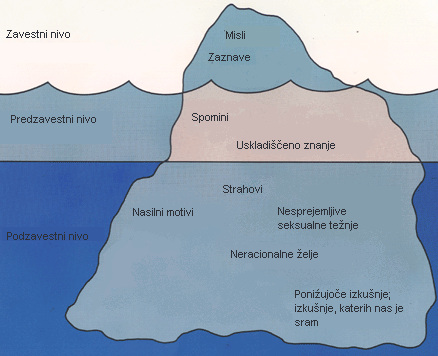 Zavestni nivo
Misli
Zaznave
Predzavestni nivo
Spomini
Uskladiščeno znanje
Podzavestni nivo
Strahovi
Nasilni motivi
Nesprejemljive
seksualne težnje
Neracionalne želje
Ponižujoče izkušnje;
izkušnje, katerih nas je
sram